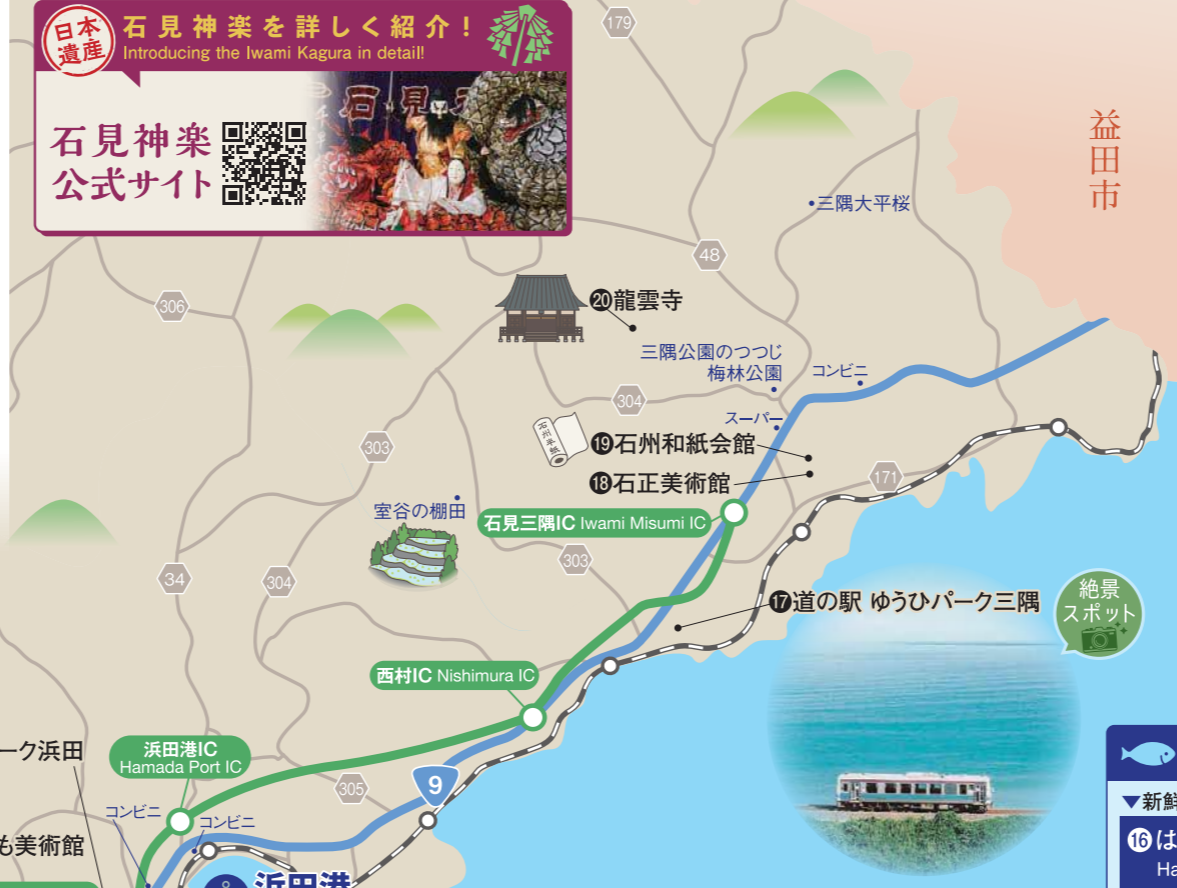 日本
遺産
石見神楽を詳しく紹介！
Introducing the Iwami Kagura in detail!
石見神楽
公式サイト
179
益田市
三隅大平桜
48
306
⑳龍雲寺
三隅公園のつつじ
梅林公園
コンビニ
304
スーパー
石州半紙
⑲石州和紙会館
303
⑱石正美術館
171
室谷の棚田
石見三隅IC Iwami Misumi IC
303
34
304
⑰道の駅 ゆうひパーク三隅
絶景
スポット
西村IC Nishimura IC
ーク浜田
浜田港IC
Hamada Port IC
9
305
コンビニ
コンビニ
も美術館
浜田港
▼新鮮
⑯は
Ha